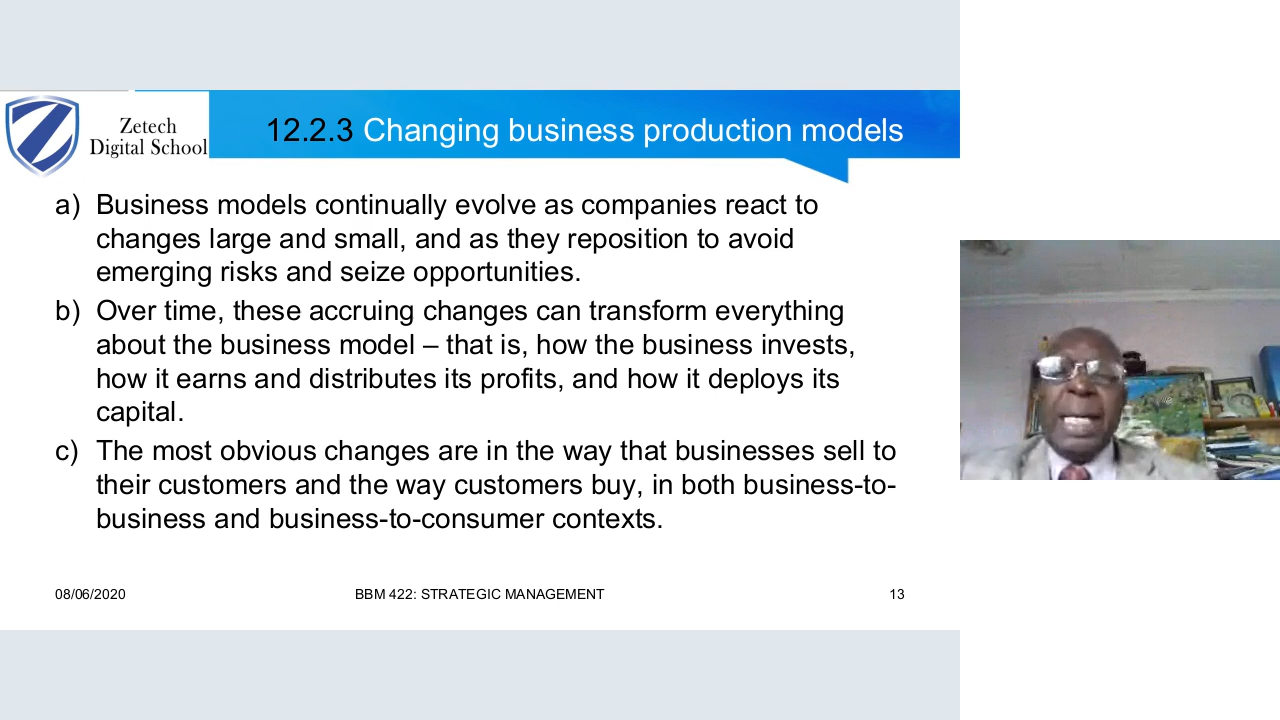 Zetech
Digital School
12.2.3 Changing business production models
a) Business models continually evolve as companies react to
changes large and small, and as they reposition to avoid
emerging risks and seize opportunities.
b) Over time, these accruing changes can transform everything
about the business model – that is, how the business invests,
how it earns and distributes its profits, and how it deploys its
capital.
c) The most obvious changes are in the way that businesses sell to
their customers and the way customers buy, in both business-to-
business and business-to-consumer contexts.
08/06/2020 BBM 422: STRATEGIC MANAGEMENT 13